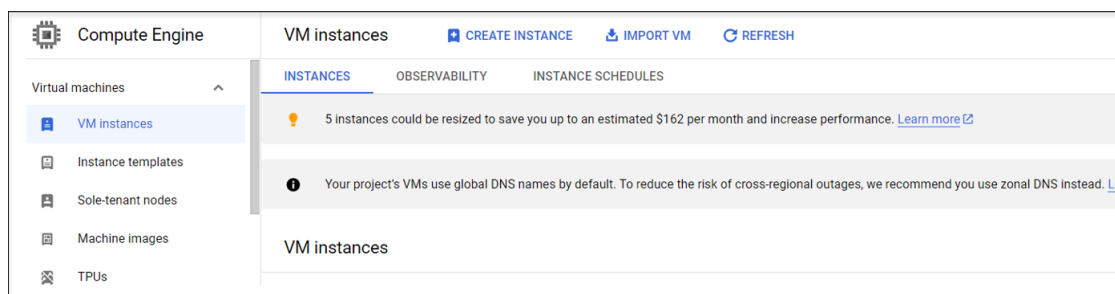 Compute Engine
VM instances
CREATE INSTANCE
IMPORT VM
REFRESH
Virtual machines
VM instances
Instance templates
Sole-tenant nodes
Machine images
TPUs
INSTANCES
OBSERVABILITY
INSTANCE SCHEDULES
5 instances could be resized to save you up to an estimated $162 per month and increase performance. Learn more
Your project's VMs use global DNS names by default. To reduce the risk of cross-regional outages, we recommend you use zonal DNS instead.
VM instances